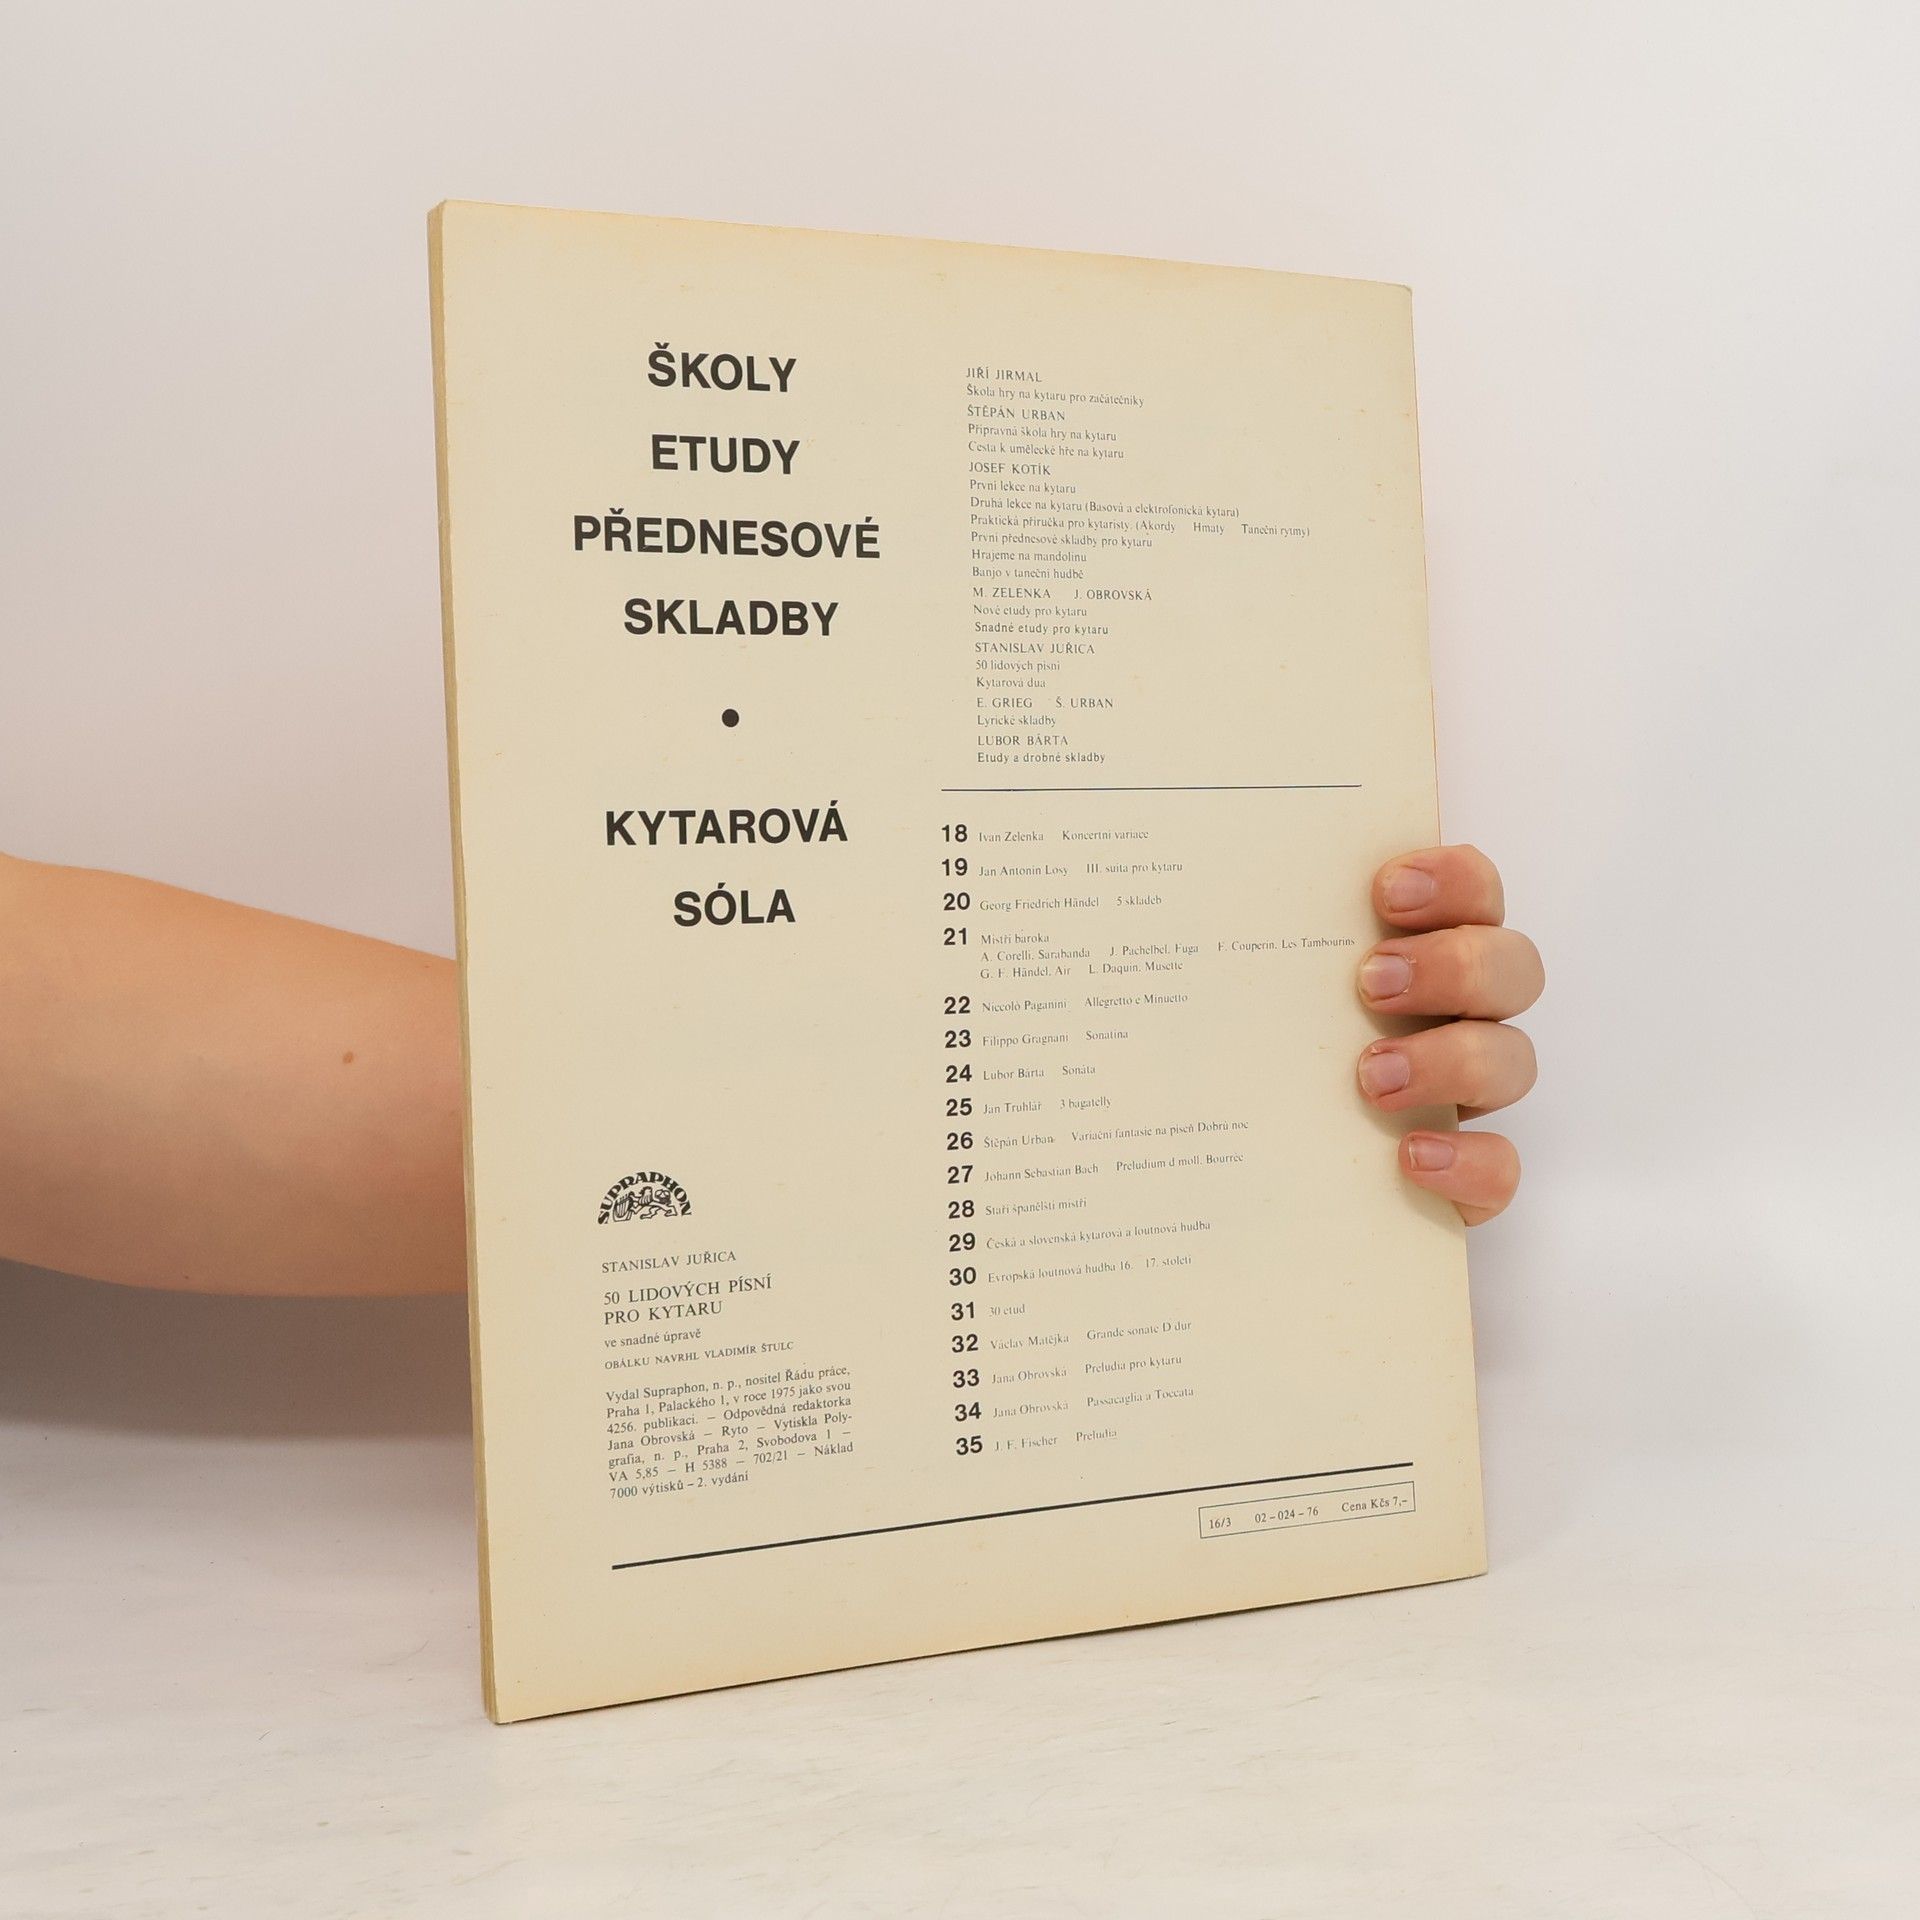 ŠKOLY
ETUDY
PŘEDNESOVÉ
SKLADBY
•
KYTAROVÁ
SÓLA
SUPRAPHON
STANISLAV JUŘICA
50 LIDOVÝCH PÍSNÍ
PRO KYTARU
ve snadné úpravě
OBÁLKU NAVRHL VLADIMÍR ŠTULC
Vydal Supraphon, n. p., nositel Řádu práce,
Praha 1, Palackého 1, v roce 1975 jako svou
4256. publikaci. – Odpovědná redaktorka
Jana Obrovská – Ryto – Vytiskla Poly-
grafia, n. p., Praha 2, Svobodova 1 –
VA 5,85 – H 5388 – 702/21 – Náklad
7000 výtisků – 2. vydání
JIŘÍ JIRMAL
Škola hry na kytaru pro začátečníky
ŠTĚPÁN URBAN
Přípravná škola hry na kytaru
Cesta k umělecké hře na kytaru
JOSEF KOTÍK
První lekce na kytaru
Druhá lekce na kytaru (Basová a elektrofonická kytara)
Praktická příručka pro kytaristy. (Akordy Hmaty Taneční rytmy)
První přednesové skladby pro kytaru
Hrajeme na mandolínu
Banjo v taneční hudbě
M. ZELENKA J. OBROVSKÁ
Nové etudy pro kytaru
Snadné etudy pro kytaru
STANISLAV JUŘICA
50 lidových písní
Kytarová dua
E. GRIEG Š. URBAN
Lyrické skladby
LUBOR BÁRTA
Etudy a drobné skladby
18 Ivan Zelenka Koncertní variace
19 Jan Antonín Losy III. suita pro kytaru
20 Georg Friedrich Händel 5 skladeb
21 Mistři baroka
A. Corelli, Sarabanda J. Pachelbel, Fuga F. Couperin, Les Tambourins
G. F. Händel, Air L. Daquin, Musette
22 Niccolò Paganini Allegretto e Minuetto
23 Filippo Gragnani Sonatina
24 Lubor Bárta Sonáta
25 Jan Truhlář 3 bagately
26 Štěpán Urban Variační fantasie na píseň Dobrú noc
27 Johann Sebastian Bach Preludium d moll, Bourrée
28 Staří španělští mistři
29 Česká a slovenská kytarová a loutnová hudba
30 Evropská loutnová hudba 16. 17. století
31 30 etud
32 Václav Matějka Grande sonate D dur
33 Jana Obrovská Preludia pro kytaru
34 Jana Obrovská Passacaglia a Toccata
35 J. F. Fischer Preludia
16/3 02 – 024 – 76 Cena Kčs 7,–